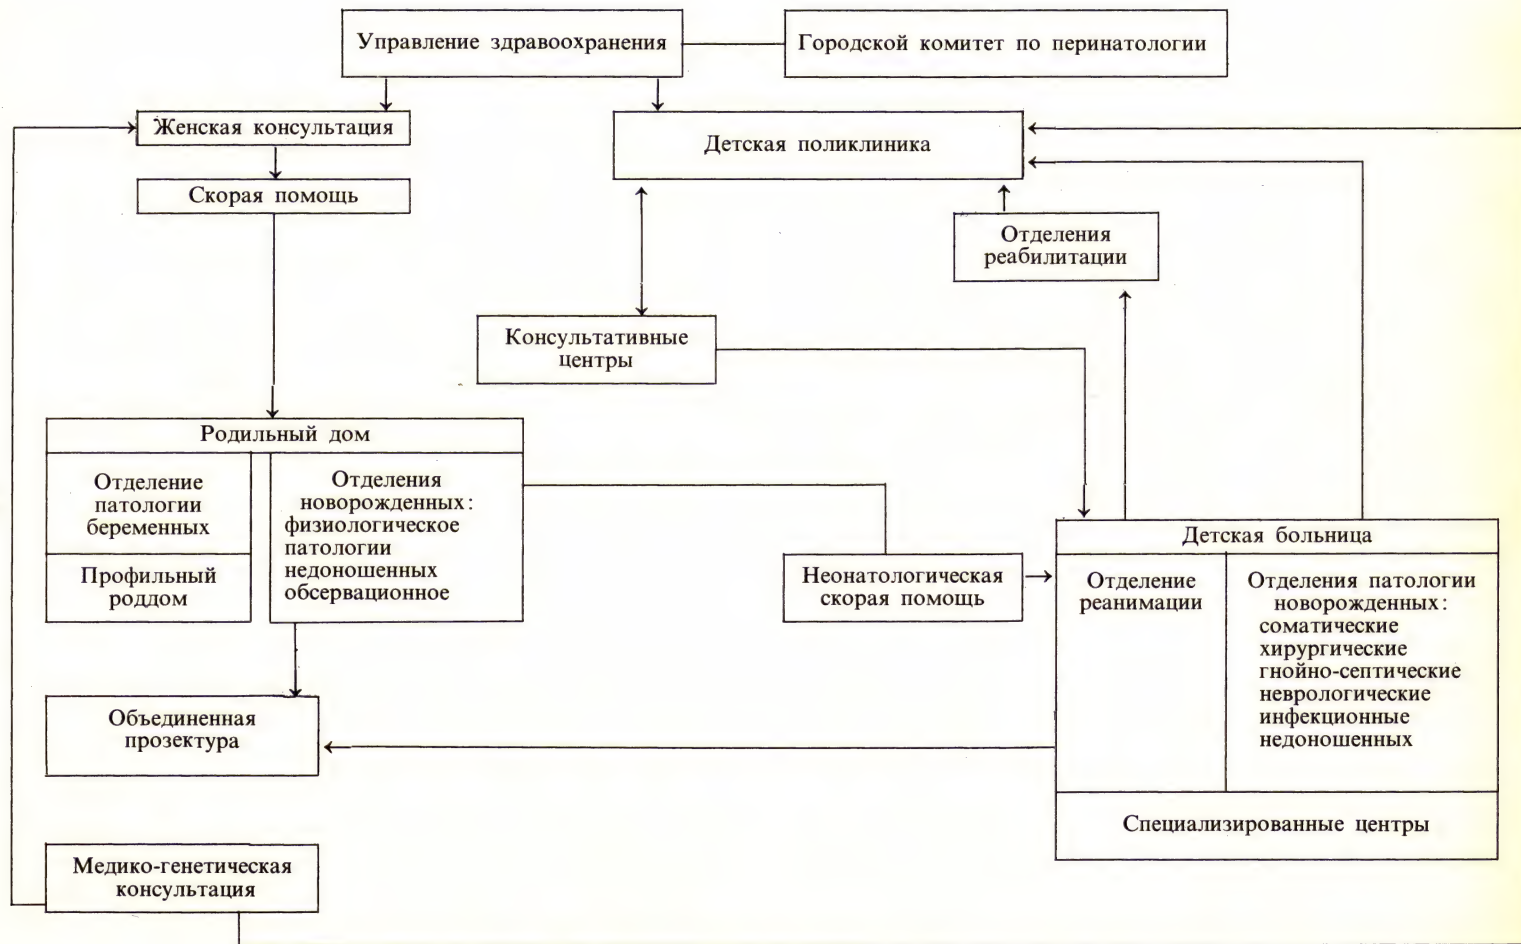 Управление здравоохранения
Городской комитет по перинатологии
Женская консультация
Детская поликлиника
Скорая помощь
Отделения
реабилитации
Консультативные
центры
Родильный дом
Отделение
патологии
беременных
Профильный
роддом
Отделения
новорожденных:
физиологическое
патологии
недоношенных
обсервационное
Неонатологическая
скорая помощь
Детская больница
Отделение
реанимации
Отделения патологии
новорожденных:
соматические
хирургические
гнойно-септические
неврологические
инфекционные
недоношенных
Специализированные центры
Объединенная
прозектура
Медико-генетическая
консультация